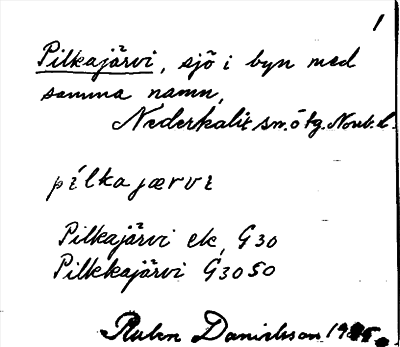 1
Pilkajärvi, sjö i byn med
samma namn,
Nederkalix sn. ö tg. Norrb. l.
pilkajærvi
Pilkajärvi ek, G30
Pilkkajärvi G3050
Ruben Danielsson